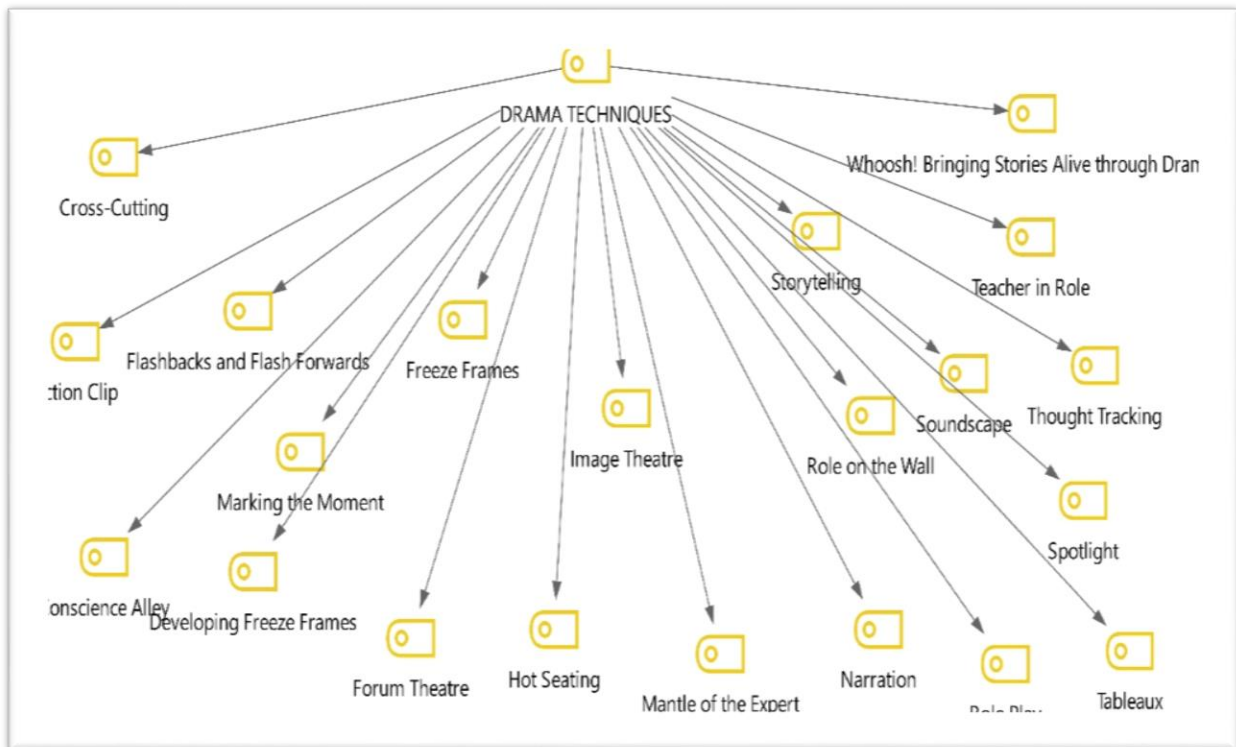 DRAMA TECHNIQUES
Whoosh! Bringing Stories Alive through Dran
Cross-Cutting
Storytelling
Teacher in Role
Flashbacks and Flash Forwards
Freeze Frames
ction Clip
Soundscape
Thought Tracking
Image Theatre
Role on the Wall
Marking the Moment
Spotlight
onscience Alley
Developing Freeze Frames
Forum Theatre
Hot Seating
Mantle of the Expert
Narration
Role Play
Tableaux